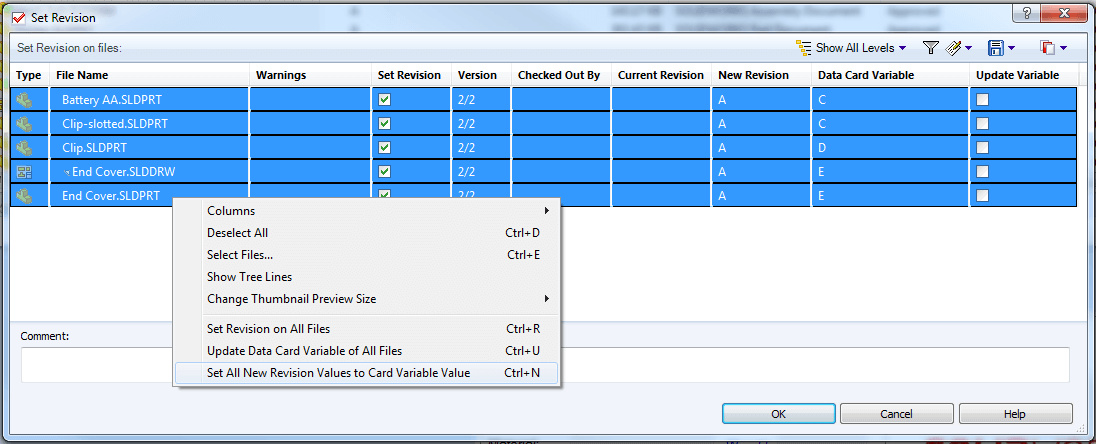 Set Revision
Set Revision on files:
Show All Levels
Type File Name Warnings Set Revision Version Checked Out By Current Revision New Revision Data Card Variable Update Variable
Battery AA.SLDPRT 2/2 A C
Clip-slotted.SLDPRT 2/2 A C
Clip.SLDPRT 2/2 A D
End Cover.SLDDRW 2/2 A E
End Cover.SLDPRT 2/2 A E
Columns
Deselect All Ctrl+D
Select Files... Ctrl+E
Show Tree Lines
Change Thumbnail Preview Size
Set Revision on All Files Ctrl+R
Update Data Card Variable of All Files Ctrl+U
Set All New Revision Values to Card Variable Value Ctrl+N
Comment:
OK Cancel Help